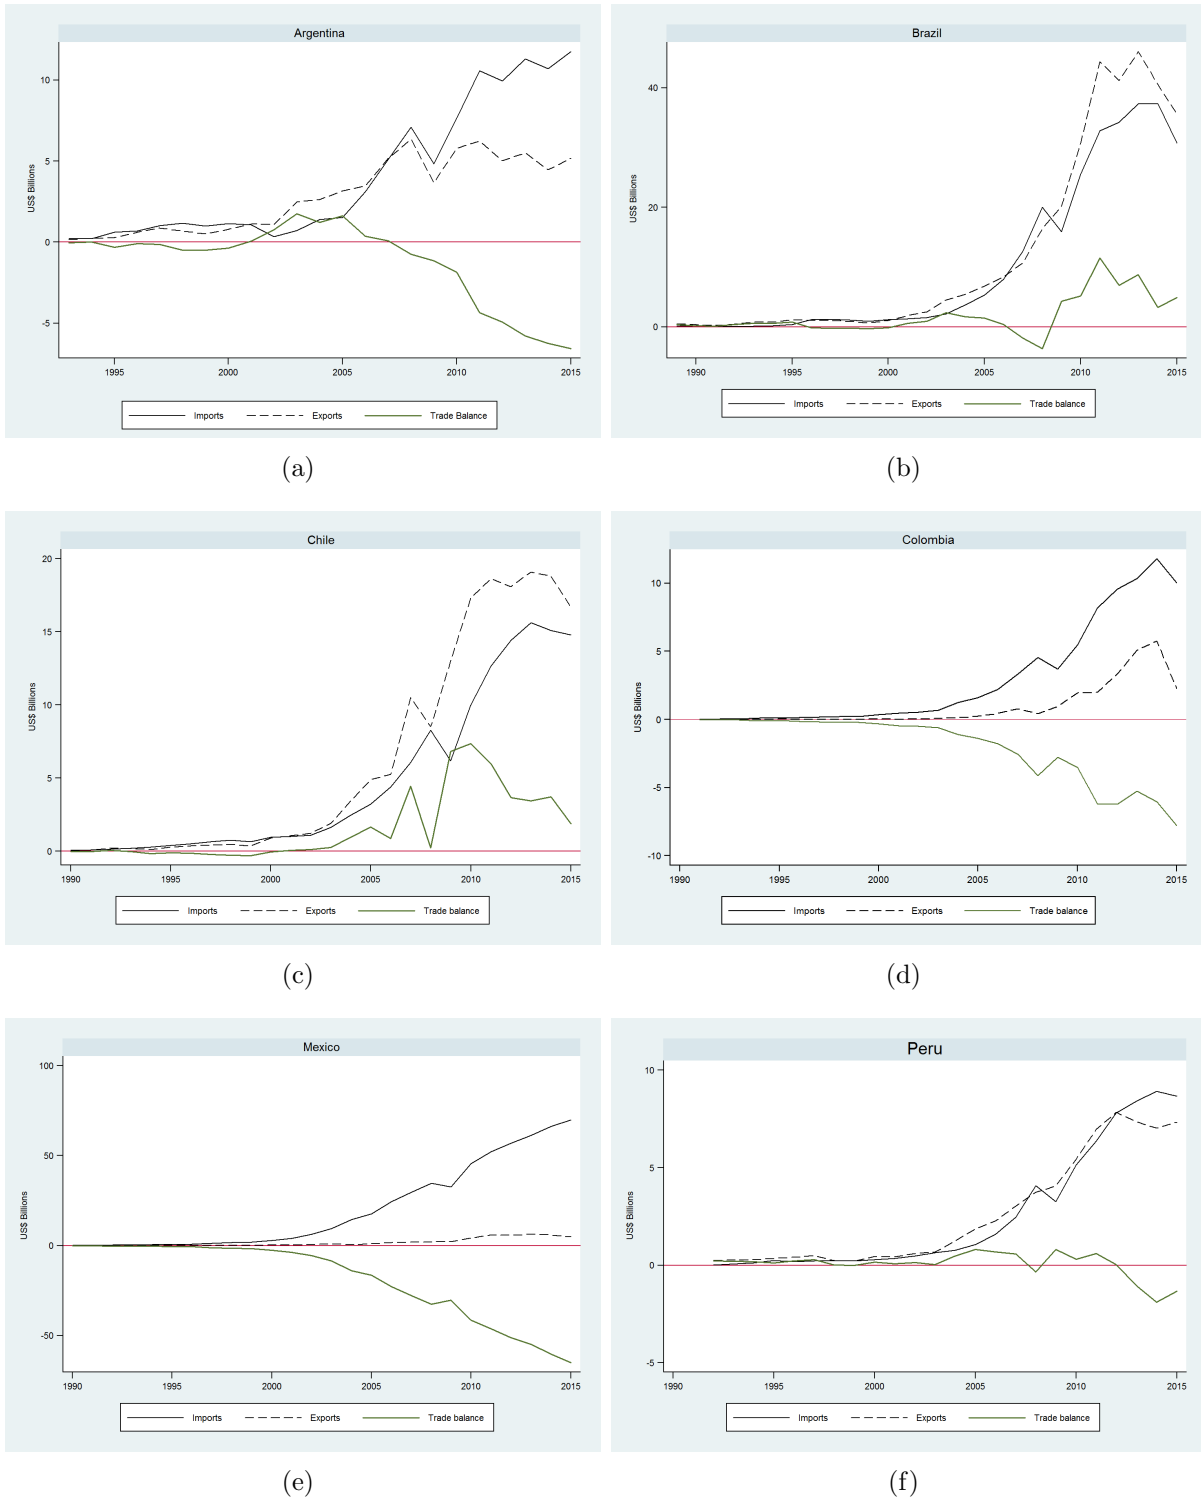 Argentina
US$ Billions
10
5
0
-5
1995 2000 2005 2010 2015
Imports Exports Trade Balance
(a)
Brazil
US$ Billions
40
20
0
1990 1995 2000 2005 2010 2015
Imports Exports Trade balance
(b)
Chile
US$ Billions
20
15
10
5
0
1990 1995 2000 2005 2010 2015
Imports Exports Trade balance
(c)
Colombia
US$ Billions
10
5
0
-5
-10
1990 1995 2000 2005 2010 2015
Imports Exports Trade balance
(d)
Mexico
US$ Billions
100
50
0
-50
1990 1995 2000 2005 2010 2015
Imports Exports Trade balance
(e)
Peru
US$ Billions
10
5
0
-5
1990 1995 2000 2005 2010 2015
Imports Exports Trade balance
(f)